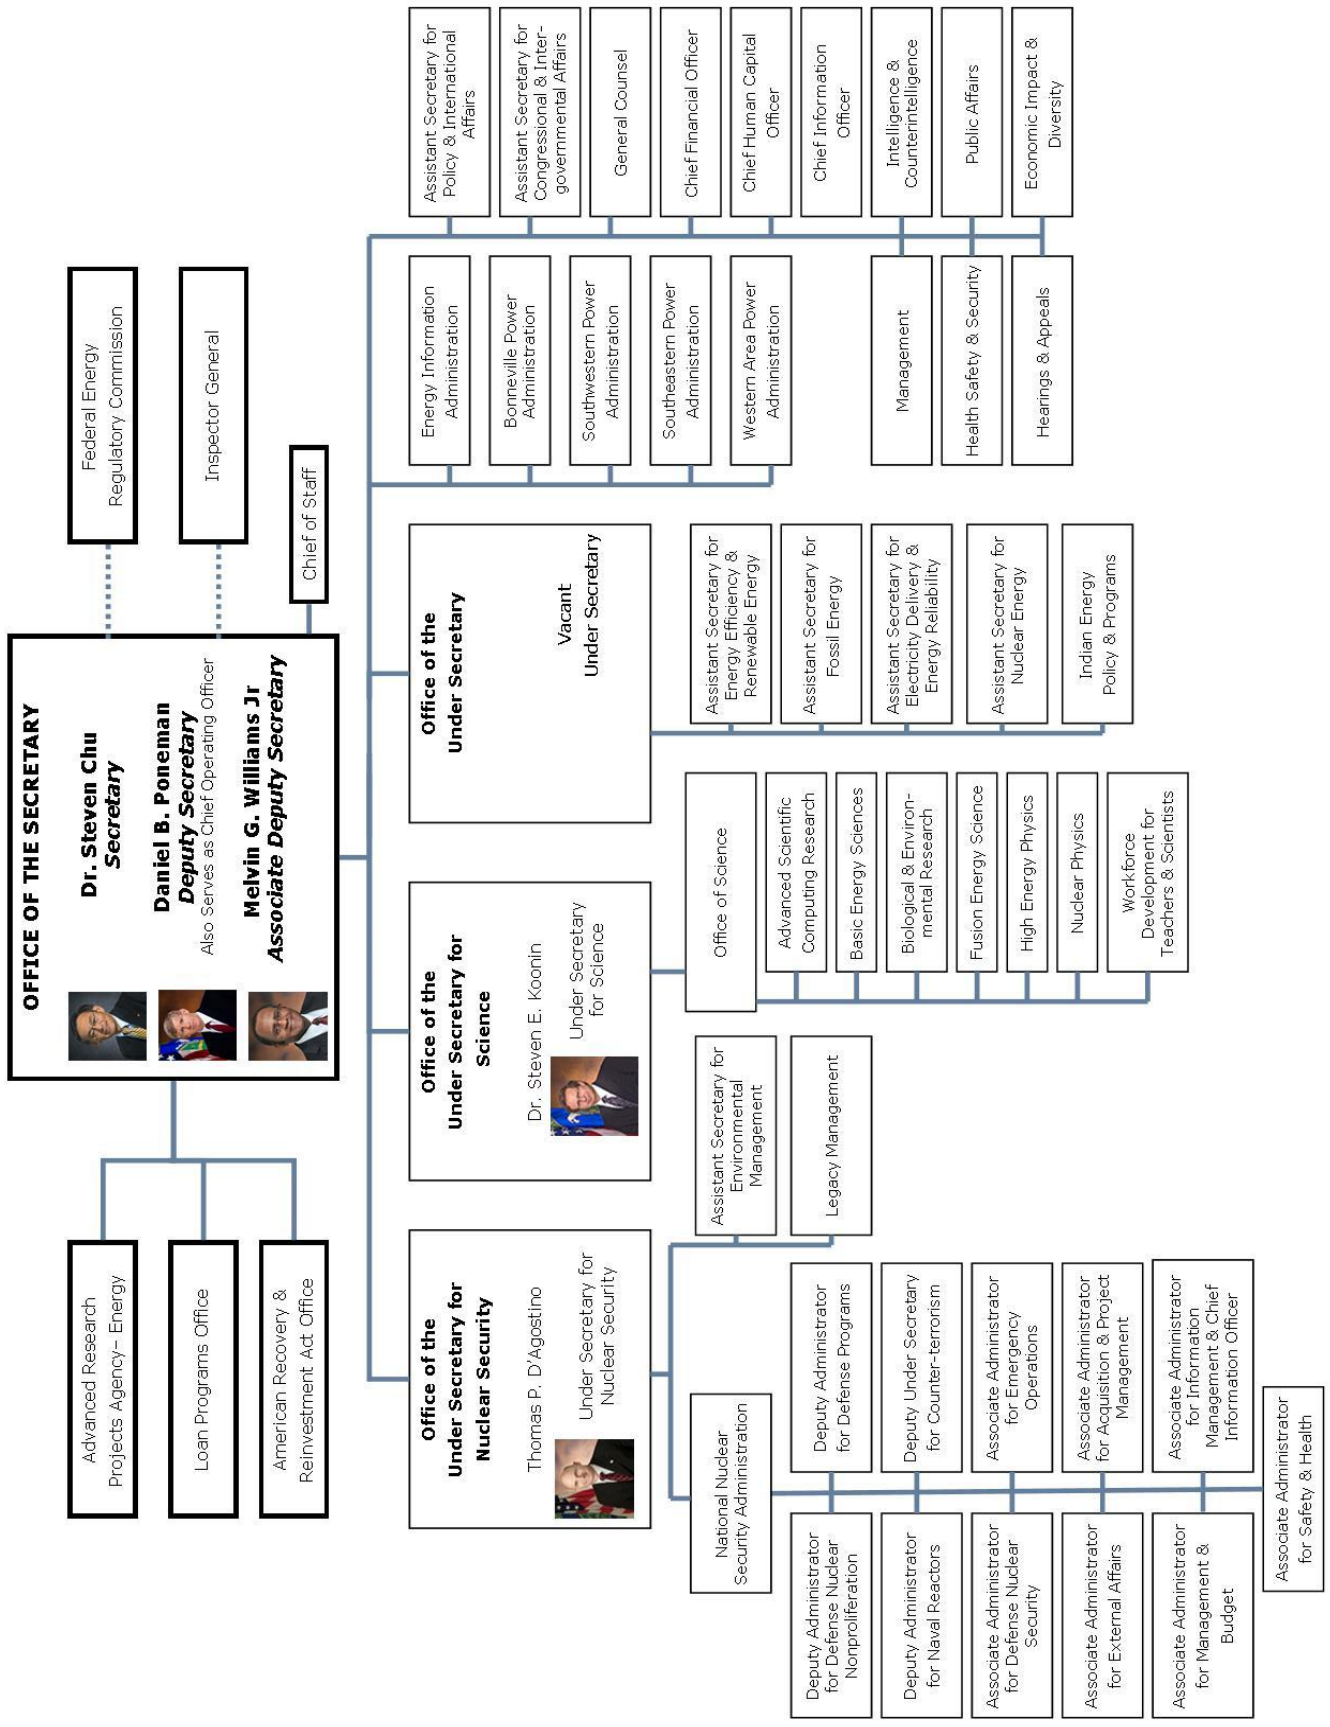 OFFICE OF THE SECRETARY
Dr. Steven Chu
Secretary
Daniel B. Poneman
Deputy Secretary
Also Serves as Chief Operating Officer
Melvin G. Williams Jr
Associate Deputy Secretary
Advanced Research
Projects Agency– Energy
Loan Programs Office
American Recovery &
Reinvestment Act Office
Federal Energy
Regulatory Commission
Inspector General
Chief of Staff
Office of the
Under Secretary for
Nuclear Security
Thomas P. D'Agostino
Under Secretary for
Nuclear Security
Office of the
Under Secretary for
Science
Dr. Steven E. Koonin
Under Secretary
for Science
Office of the
Under Secretary
Vacant
Under Secretary
Energy Information
Administration
Bonneville Power
Administration
Southwestern Power
Administration
Southeastern Power
Administration
Western Area Power
Administration
Management
Health Safety & Security
Hearings & Appeals
Assistant Secretary for
Policy & International
Affairs
Assistant Secretary for
Congressional & Inter-
governmental Affairs
General Counsel
Chief Financial Officer
Chief Human Capital
Officer
Chief Information
Officer
Intelligence &
Counterintelligence
Public Affairs
Economic Impact &
Diversity
National Nuclear
Security Administration
Assistant Secretary for
Environmental
Management
Legacy Management
Deputy Administrator
for Defense Nuclear
Nonproliferation
Deputy Administrator
for Naval Reactors
Associate Administrator
for Defense Nuclear
Security
Associate Administrator
for External Affairs
Associate Administrator
for Management &
Budget
Deputy Administrator
for Defense Programs
Deputy Under Secretary
for Counter-terrorism
Associate Administrator
for Emergency
Operations
Associate Administrator
for Acquisition & Project
Management
Associate Administrator
for Information
Management & Chief
Information Officer
Associate Administrator
for Safety & Health
Office of Science
Advanced Scientific
Computing Research
Basic Energy Sciences
Biological & Environ-
mental Research
Fusion Energy Science
High Energy Physics
Nuclear Physics
Workforce
Development for
Teachers & Scientists
Assistant Secretary for
Energy Efficiency &
Renewable Energy
Assistant Secretary for
Fossil Energy
Assistant Secretary for
Electricity Delivery &
Energy Reliability
Assistant Secretary for
Nuclear Energy
Indian Energy
Policy & Programs